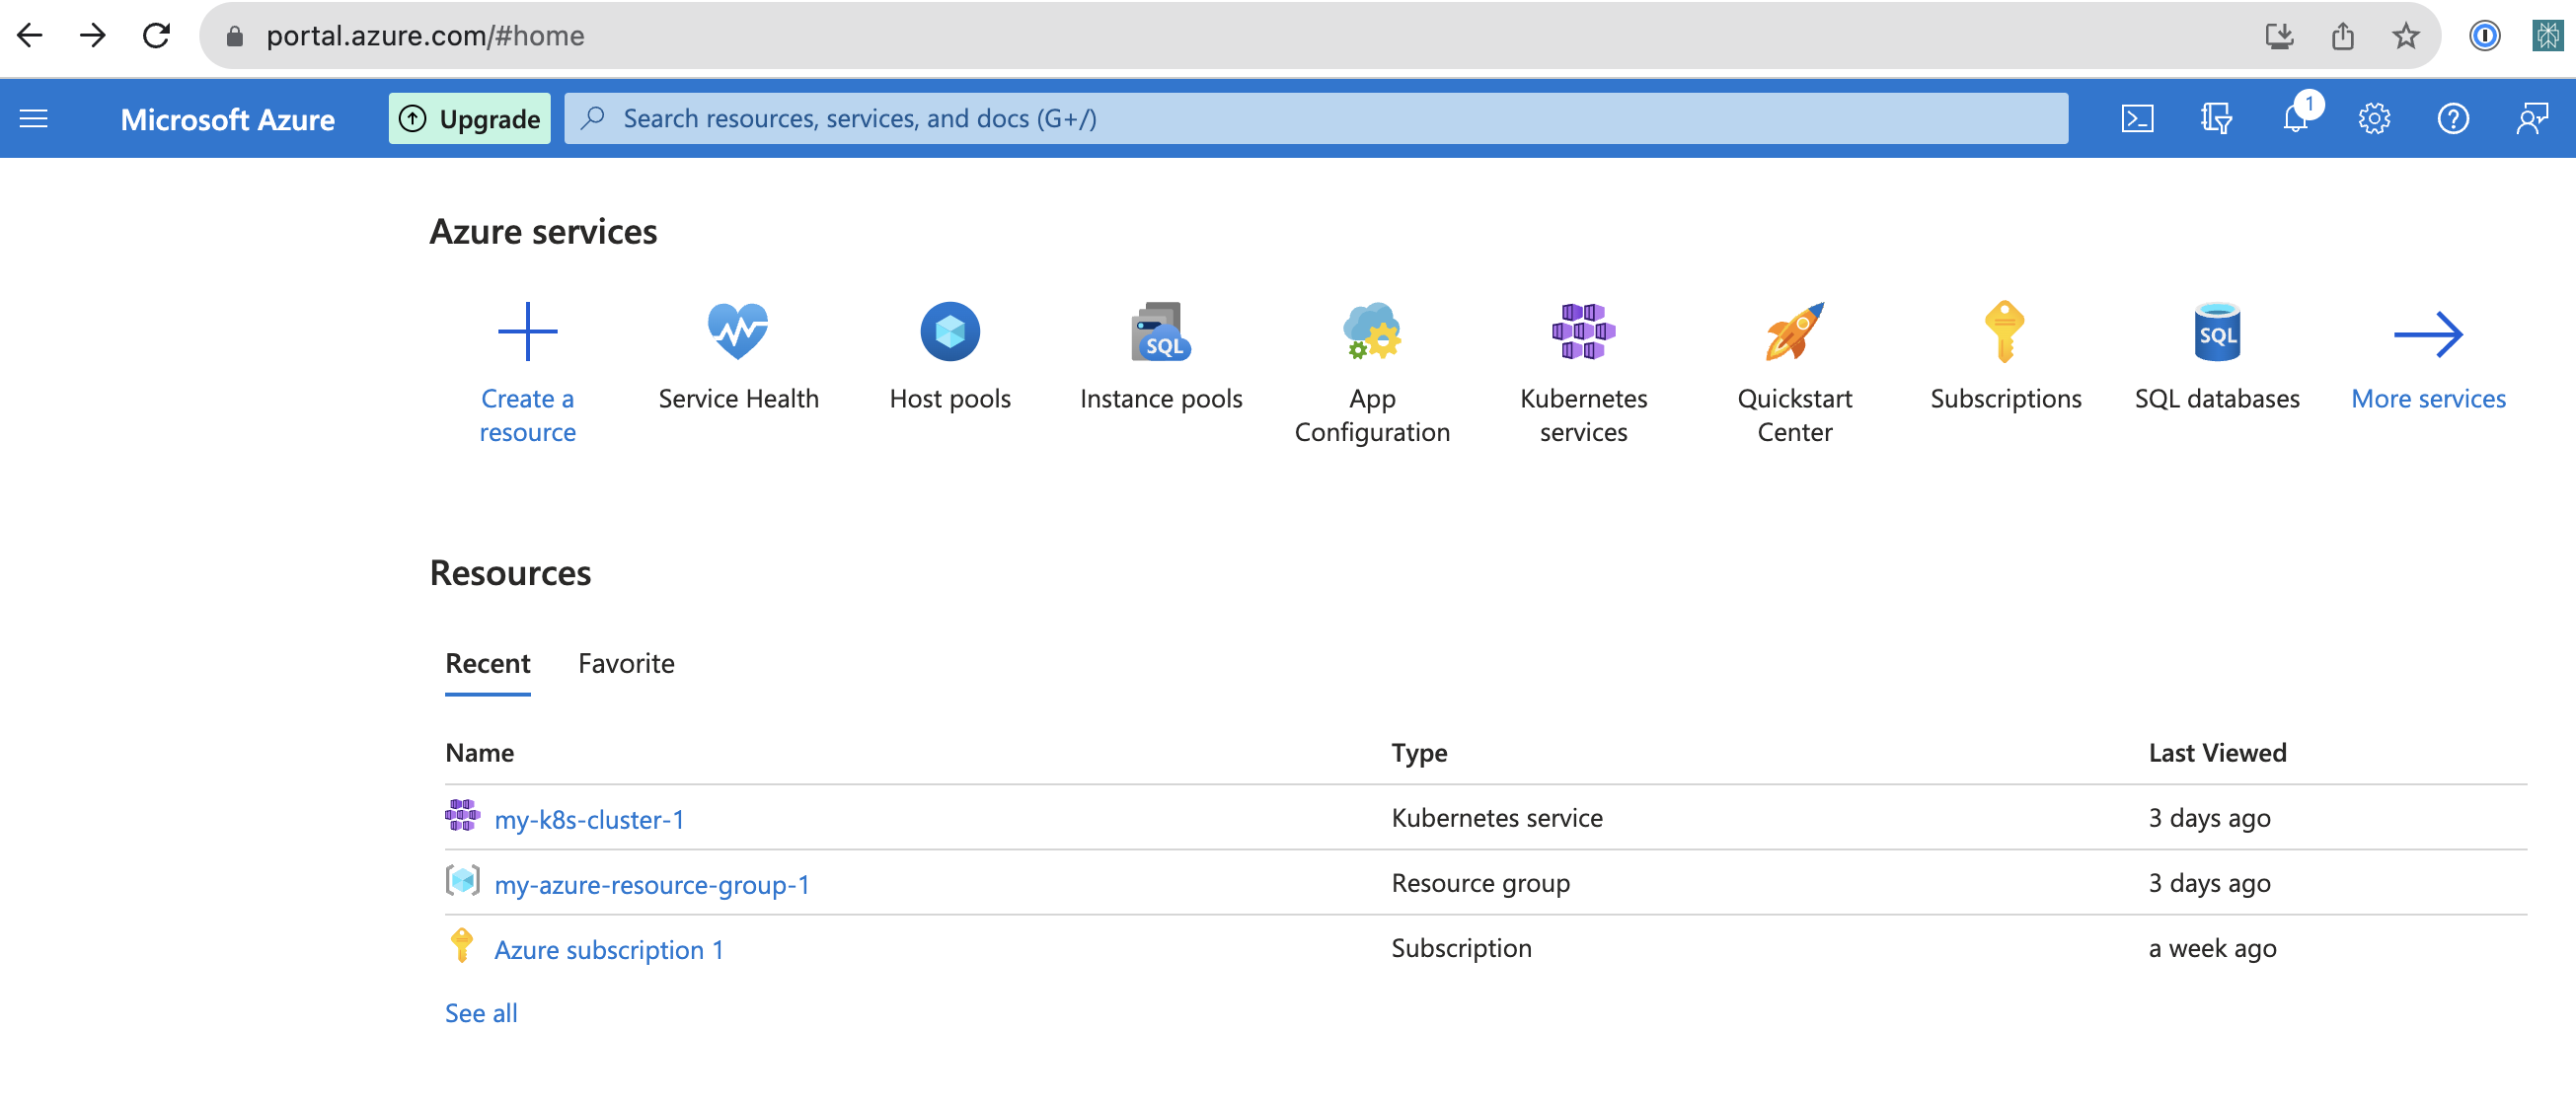 portal.azure.com/#home
Microsoft Azure
Upgrade
Search resources, services, and docs (G+/)
1
Azure services
Create a
resource
Service Health
Host pools
SQL
Instance pools
App
Configuration
Kubernetes
services
Quickstart
Center
Subscriptions
SQL
SQL databases
More services
Resources
Recent Favorite
Name Type Last Viewed
my-k8s-cluster-1 Kubernetes service 3 days ago
my-azure-resource-group-1 Resource group 3 days ago
Azure subscription 1 Subscription a week ago
See all